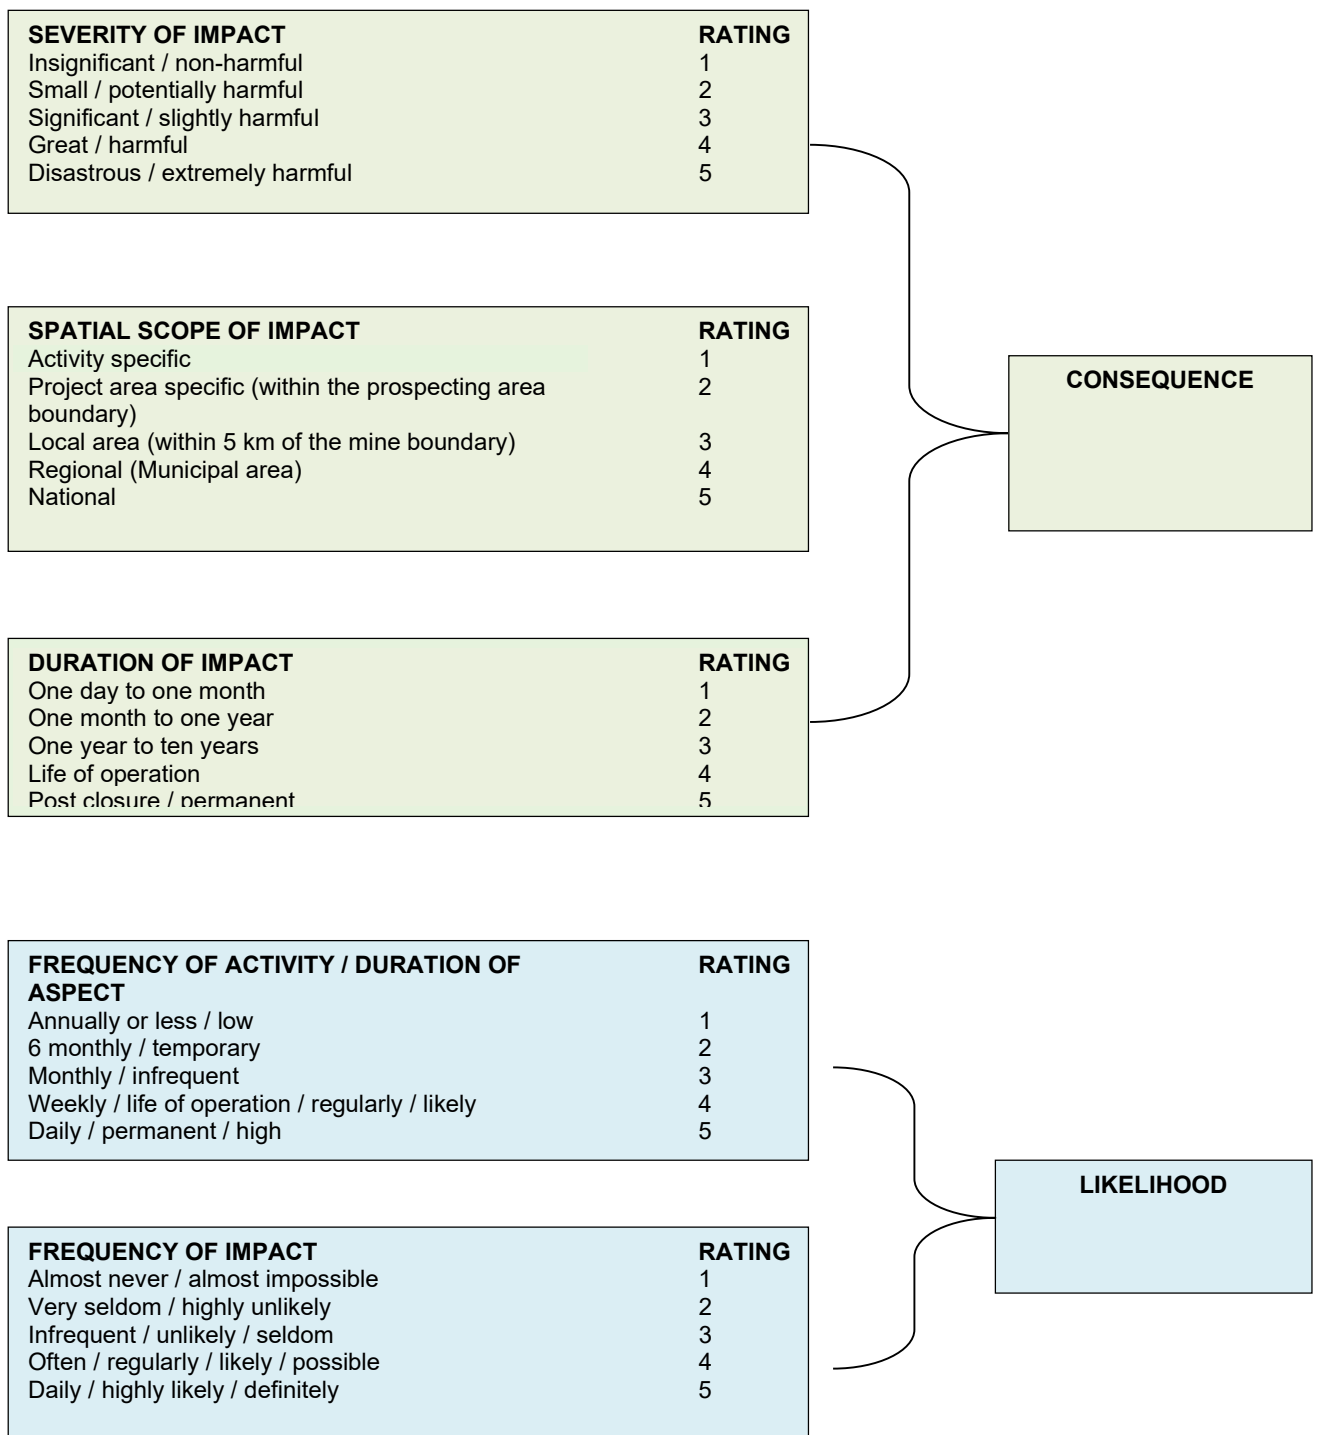 SEVERITY OF IMPACT RATING
Insignificant / non-harmful 1
Small / potentially harmful 2
Significant / slightly harmful 3
Great / harmful 4
Disastrous / extremely harmful 5
SPATIAL SCOPE OF IMPACT RATING
Activity specific 1
Project area specific (within the prospecting area 2
boundary)
Local area (within 5 km of the mine boundary) 3
Regional (Municipal area) 4
National 5
CONSEQUENCE
DURATION OF IMPACT RATING
One day to one month 1
One month to one year 2
One year to ten years 3
Life of operation 4
Post closure / permanent 5
FREQUENCY OF ACTIVITY / DURATION OF RATING
ASPECT
Annually or less / low 1
6 monthly / temporary 2
Monthly / infrequent 3
Weekly / life of operation / regularly / likely 4
Daily / permanent / high 5
LIKELIHOOD
FREQUENCY OF IMPACT RATING
Almost never / almost impossible 1
Very seldom / highly unlikely 2
Infrequent / unlikely / seldom 3
Often / regularly / likely / possible 4
Daily / highly likely / definitely 5